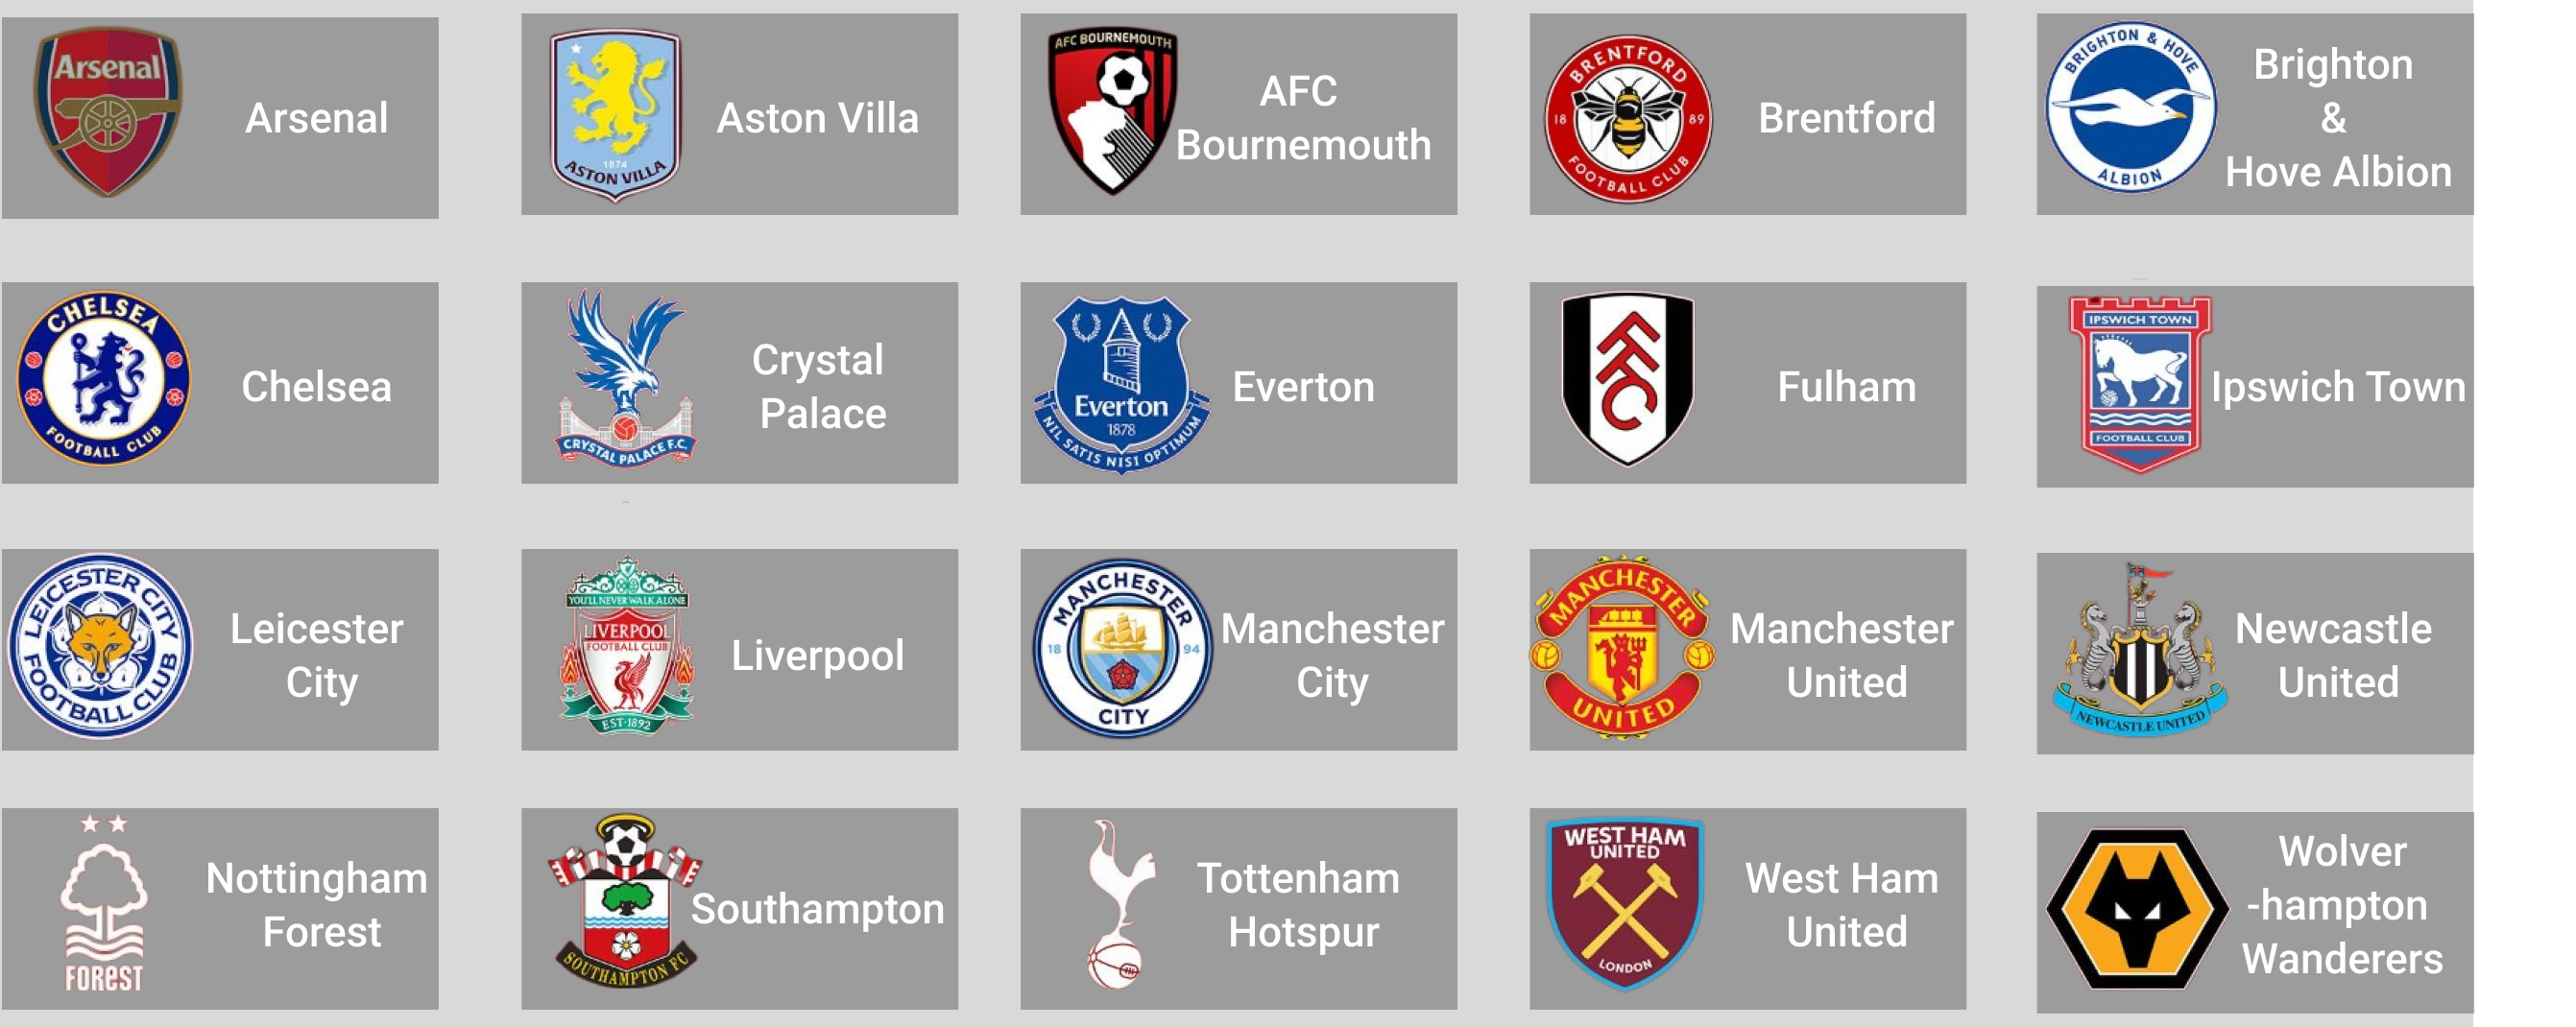 Arsenal
Arsenal
1874
ASTON VILLA
Aston Villa
AFC BOURNEMOUTH
AFC
Bournemouth
BRENTFORD
18 89
FOOTBALL CLUB
Brentford
BRIGHTON & HOVE
ALBION
Brighton
&
Hove Albion
CHELSEA
FOOTBALL CLUB
Chelsea
CRYSTAL PALACE F.C.
Crystal
Palace
Everton
1878
NIL SATIS NISI OPTIMUM
Everton
FFC
Fulham
IPSWICH TOWN
FOOTBALL CLUB
Ipswich Town
LEICESTER CITY
FOOTBALL CLUB
Leicester
City
YOU'LL NEVER WALK ALONE
LIVERPOOL
FOOTBALL CLUB
EST·1892
Liverpool
MANCHESTER
18 94
CITY
Manchester
City
MANCHESTER
UNITED
Manchester
United
NEWCASTLE UNITED
Newcastle
United
FOREST
Nottingham
Forest
SOUTHAMPTON FC
Southampton
Tottenham
Hotspur
WEST HAM
UNITED
LONDON
West Ham
United
Wolver
-hampton
Wanderers